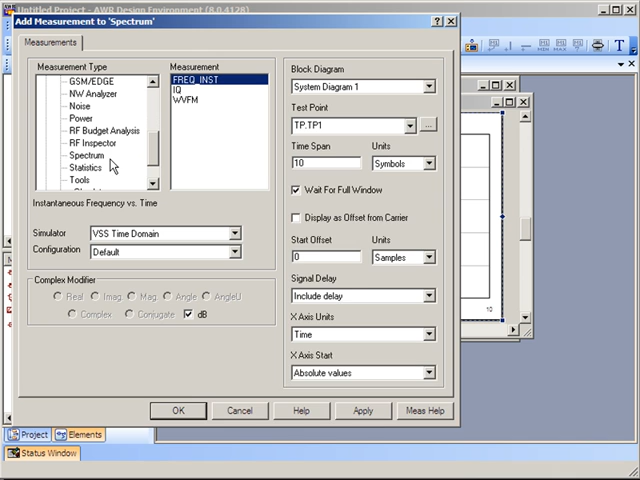 Untitled Project - AWR Design Environment (8.0.4128)
Add Measurement to 'Spectrum'
Measurements
Measurement Type
GSM/EDGE
NW Analyzer
Noise
Power
RF Budget Analysis
RF Inspector
Spectrum
Statistics
Tools
Measurement
FREQ_INST
IQ
WVFM
Instantaneous Frequency vs. Time
Simulator
VSS Time Domain
Configuration
Default
Complex Modifier
Real
Imag.
Mag.
Angle
AngleU
Complex
Conjugate
dB
Block Diagram
System Diagram 1
Test Point
TP.TP1
...
Time Span
Units
10
Symbols
Wait For Full Window
Display as Offset from Carrier
Start Offset
Units
0
Samples
Signal Delay
Include delay
X Axis Units
Time
X Axis Start
Absolute values
OK
Cancel
Help
Apply
Meas Help
10
Project
Elements
Status Window